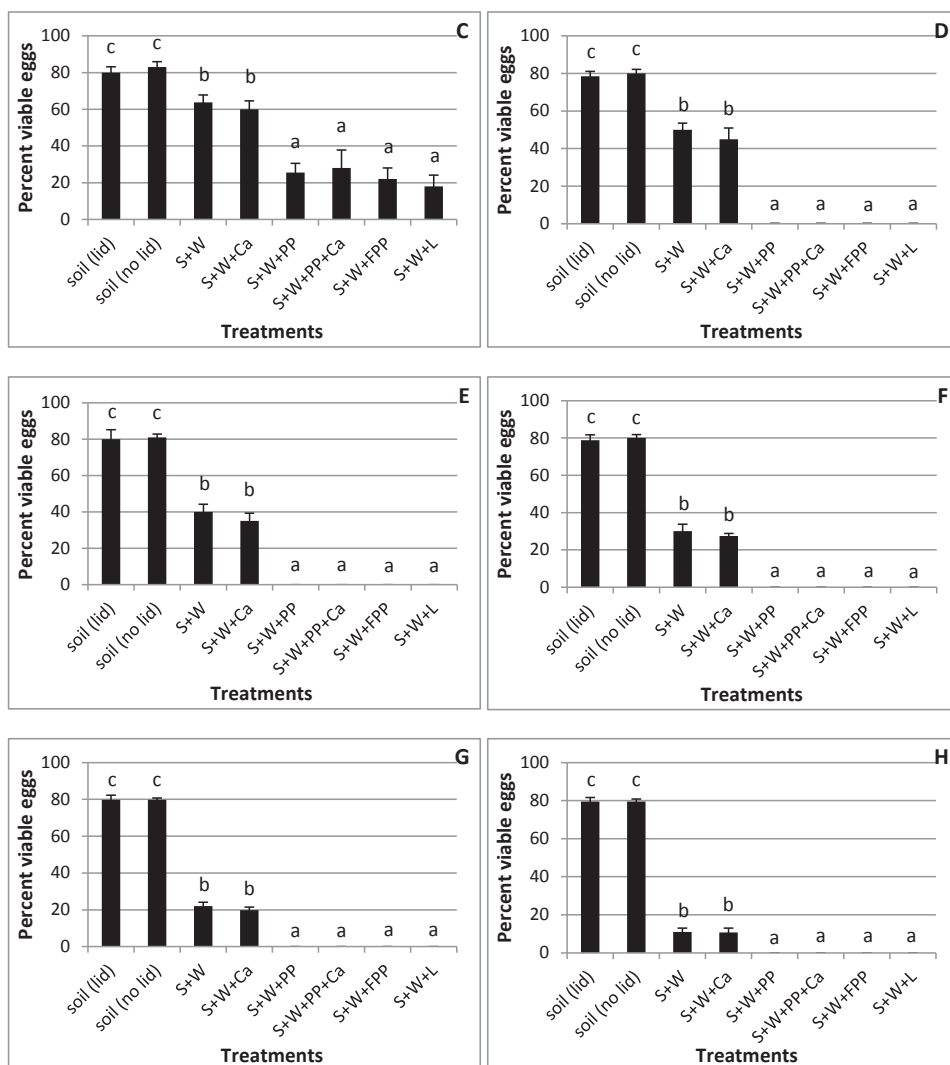 C
Percent viable eggs
100
80
60
40
20
0
c c b b a a a a
soil (lid) soil (no lid) S+W S+W+Ca S+W+PP S+W+PP+Ca S+W+FPP S+W+L
Treatments
D
Percent viable eggs
100
80
60
40
20
0
c c b b a a a a
soil (lid) soil (no lid) S+W S+W+Ca S+W+PP S+W+PP+Ca S+W+FPP S+W+L
Treatments
E
Percent viable eggs
100
80
60
40
20
0
c c b b a a a a
soil (lid) soil (no lid) S+W S+W+Ca S+W+PP S+W+PP+Ca S+W+FPP S+W+L
Treatments
F
Percent viable eggs
100
80
60
40
20
0
c c b b a a a a
soil (lid) soil (no lid) S+W S+W+Ca S+W+PP S+W+PP+Ca S+W+FPP S+W+L
Treatments
G
Percent viable eggs
100
80
60
40
20
0
c c b b a a a a
soil (lid) soil (no lid) S+W S+W+Ca S+W+PP S+W+PP+Ca S+W+FPP S+W+L
Treatments
H
Percent viable eggs
100
80
60
40
20
0
c c b b a a a a
soil (lid) soil (no lid) S+W S+W+Ca S+W+PP S+W+PP+Ca S+W+FPP S+W+L
Treatments